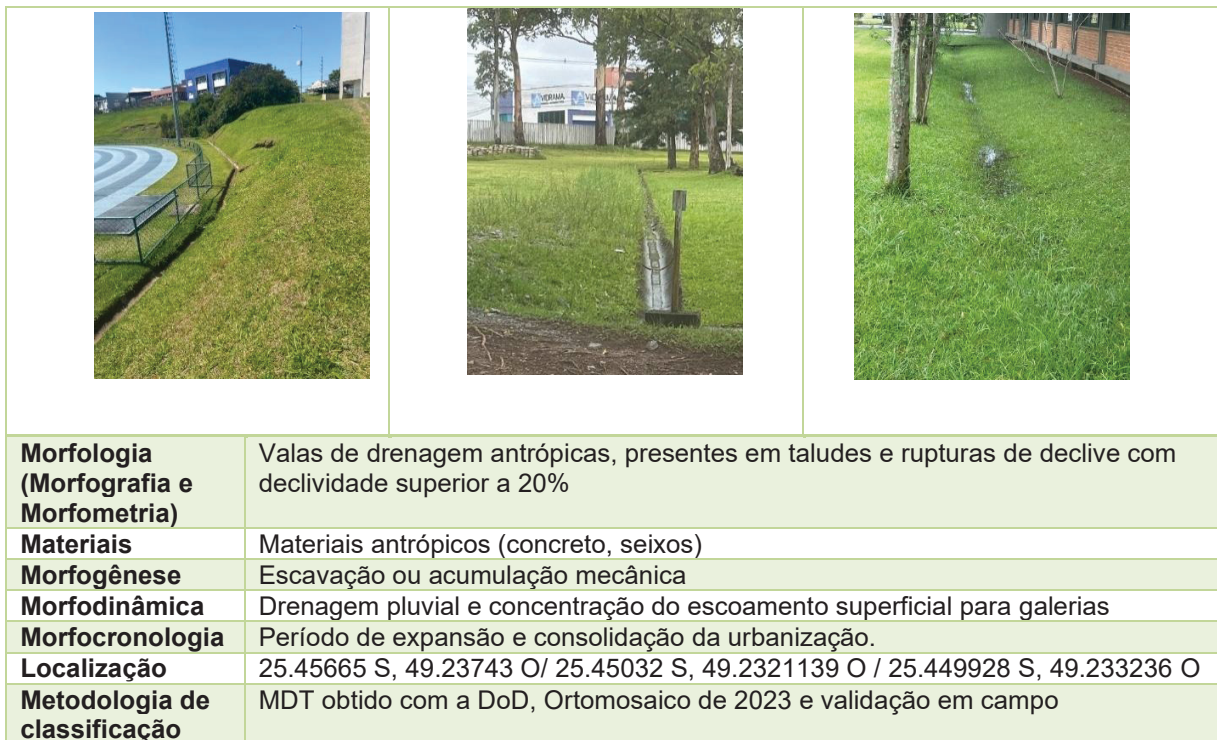 VIDRAMA
Morfologia
(Morfografia e
Morfometria)
Valas de drenagem antrópicas, presentes em taludes e rupturas de declive com
declividade superior a 20%
Materiais
Materiais antrópicos (concreto, seixos)
Morfogênese
Escavação ou acumulação mecânica
Morfodinâmica
Drenagem pluvial e concentração do escoamento superficial para galerias
Morfocronologia
Período de expansão e consolidação da urbanização.
Localização
25.45665 S, 49.23743 O/ 25.45032 S, 49.2321139 O / 25.449928 S, 49.233236 O
Metodologia de
classificação
MDT obtido com a DoD, Ortomosaico de 2023 e validação em campo